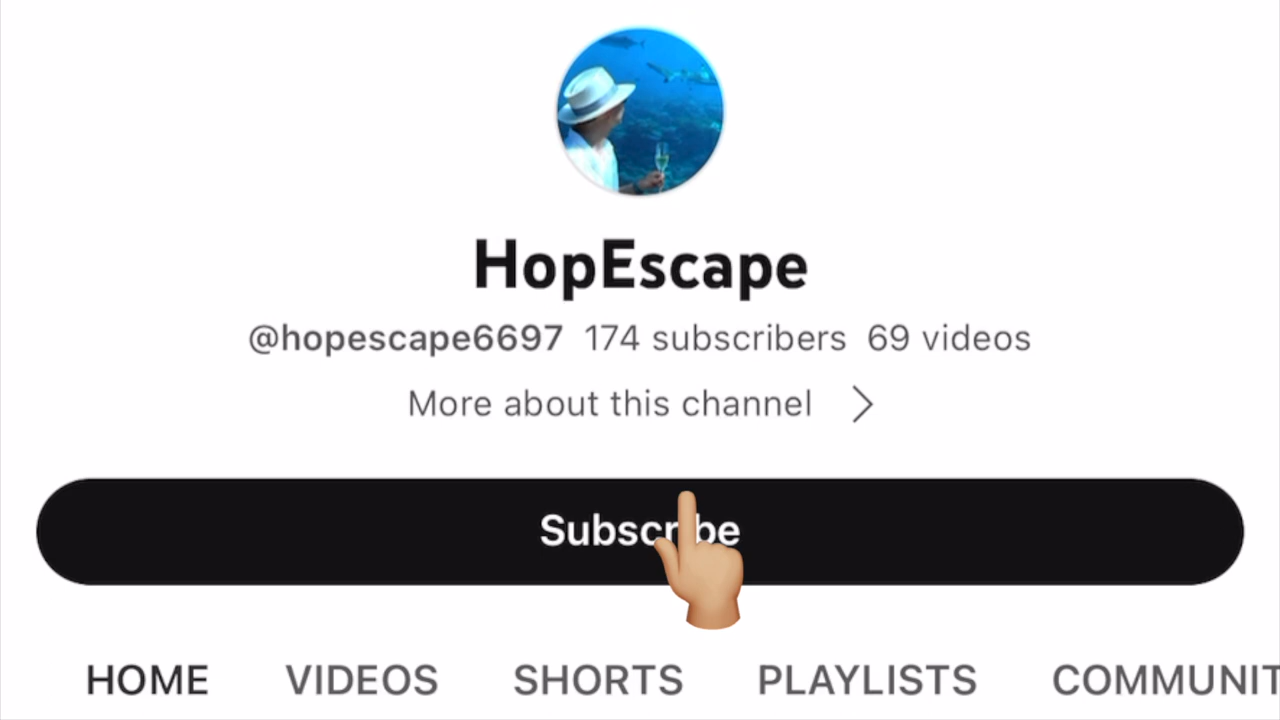 HopEscape
@hopescape6697 174 subscribers 69 videos
More about this channel
Subscribe
HOME VIDEOS SHORTS PLAYLISTS COMMUNIT